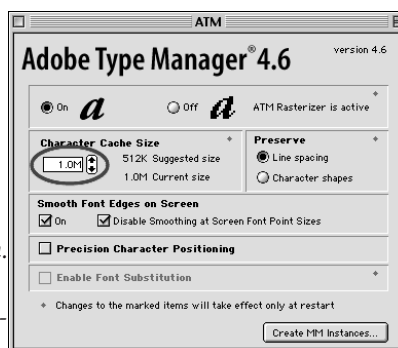 ATM
Adobe Type Manager® 4.6
version 4.6
On a Off a ATM Rasterizer is active
Character Cache Size
1.0M 512K Suggested size
1.0M Current size
Preserve
Line spacing
Character shapes
Smooth Font Edges on Screen
On Disable Smoothing at Screen Font Point Sizes
Precision Character Positioning
Enable Font Substitution
Changes to the marked items will take effect only at restart
Create MM Instances...